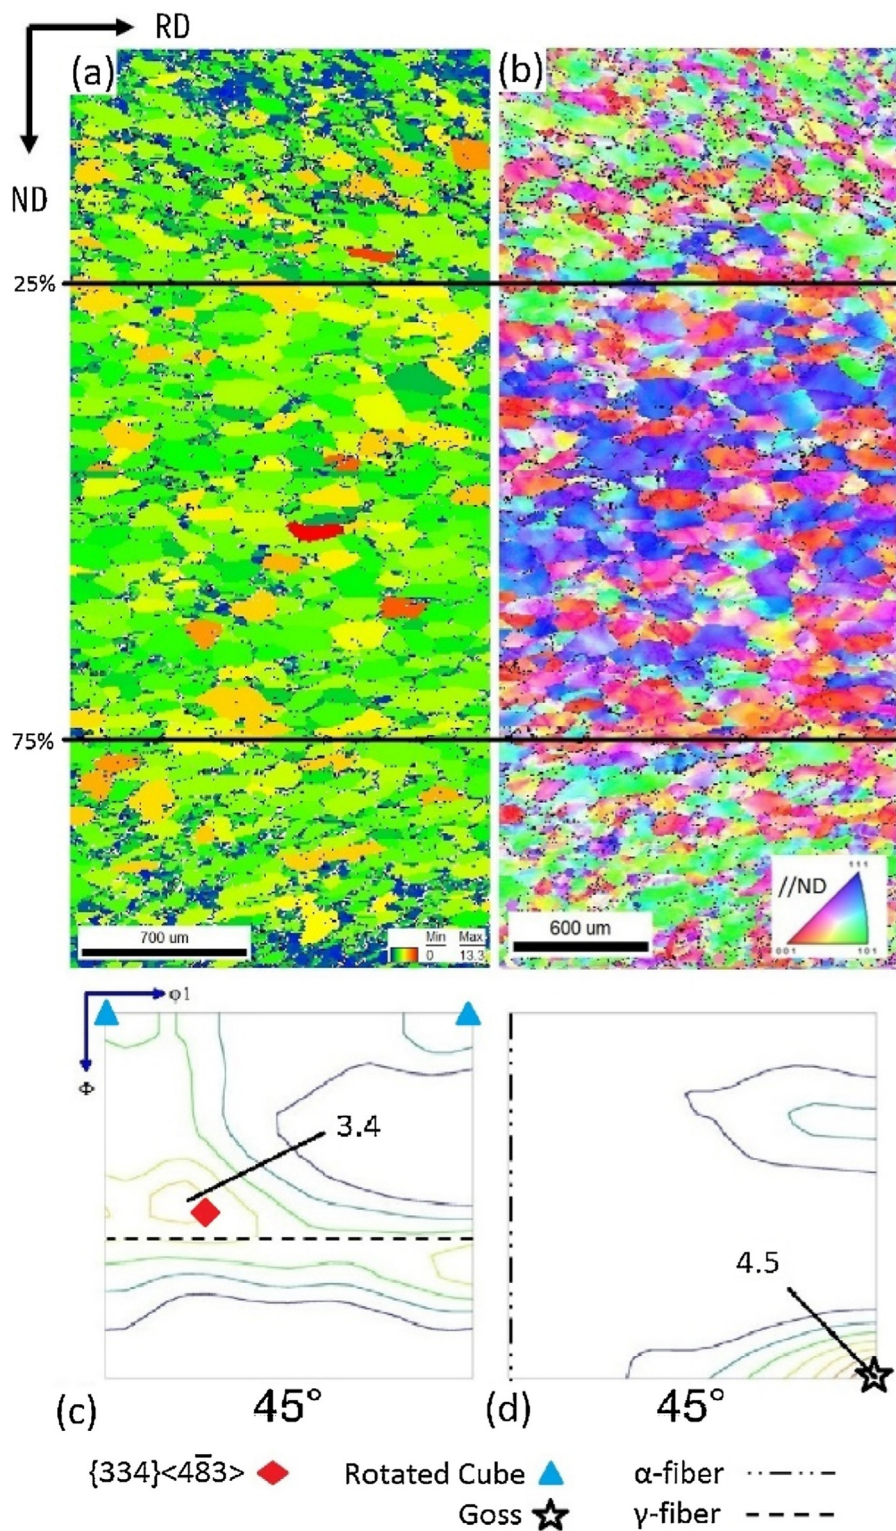 RD
(a)
(b)
ND
25%
75%
700 um
Min Max
0 13.3
600 um
//ND
111
001 101
φ1
Φ
3.4
4.5
(c) 45° (d) 45°
{334}<48̅3> Rotated Cube α-fiber
Goss γ-fiber